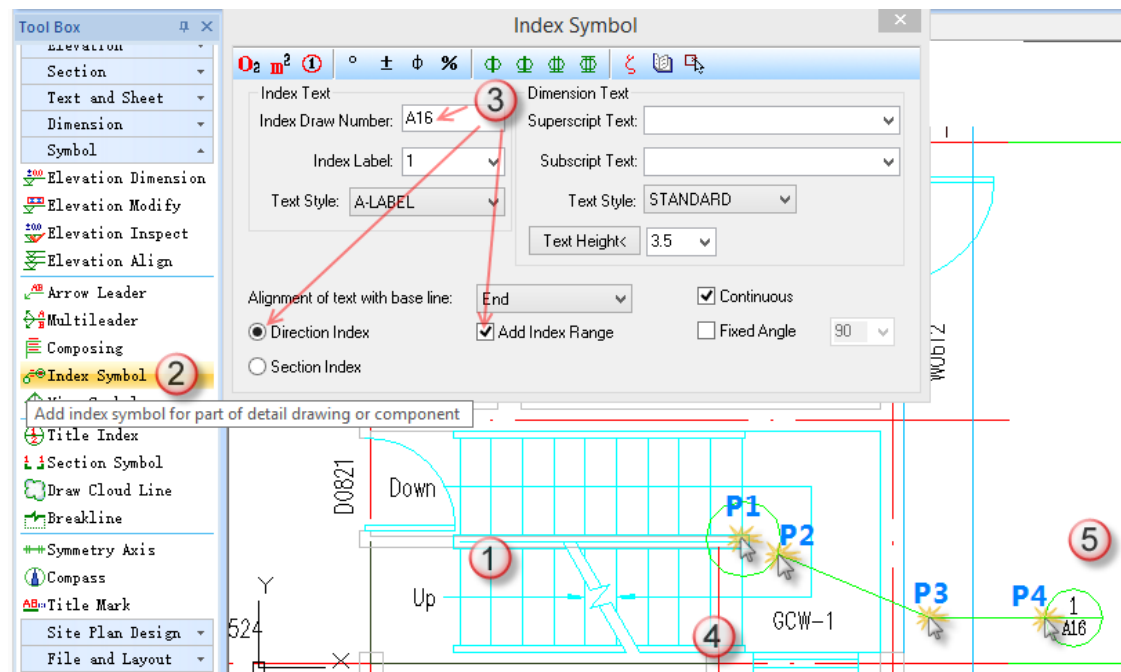 Tool Box
Elevation
Section
Text and Sheet
Dimension
Symbol
Elevation Dimension
Elevation Modify
Elevation Inspect
Elevation Align
Arrow Leader
Multileader
Composing
Index Symbol
2
Add index symbol for part of detail drawing or component
Title Index
Section Symbol
Draw Cloud Line
Breakline
Symmetry Axis
Compass
Title Mark
Site Plan Design
File and Layout
Index Symbol
O2 m² 1 ° ± ϕ %
Index Text
Index Draw Number: A16
3
Index Label: 1
Text Style: A-LABEL
Dimension Text
Superscript Text:
Subscript Text:
Text Style: STANDARD
Text Height< 3.5
Alignment of text with base line: End
Continuous
Direction Index
Add Index Range
Fixed Angle 90
Section Index
W0612
D0821
Down
Up
1
P1
P2
P3
P4
5
1
A16
4
GCW-1
Y
X
524